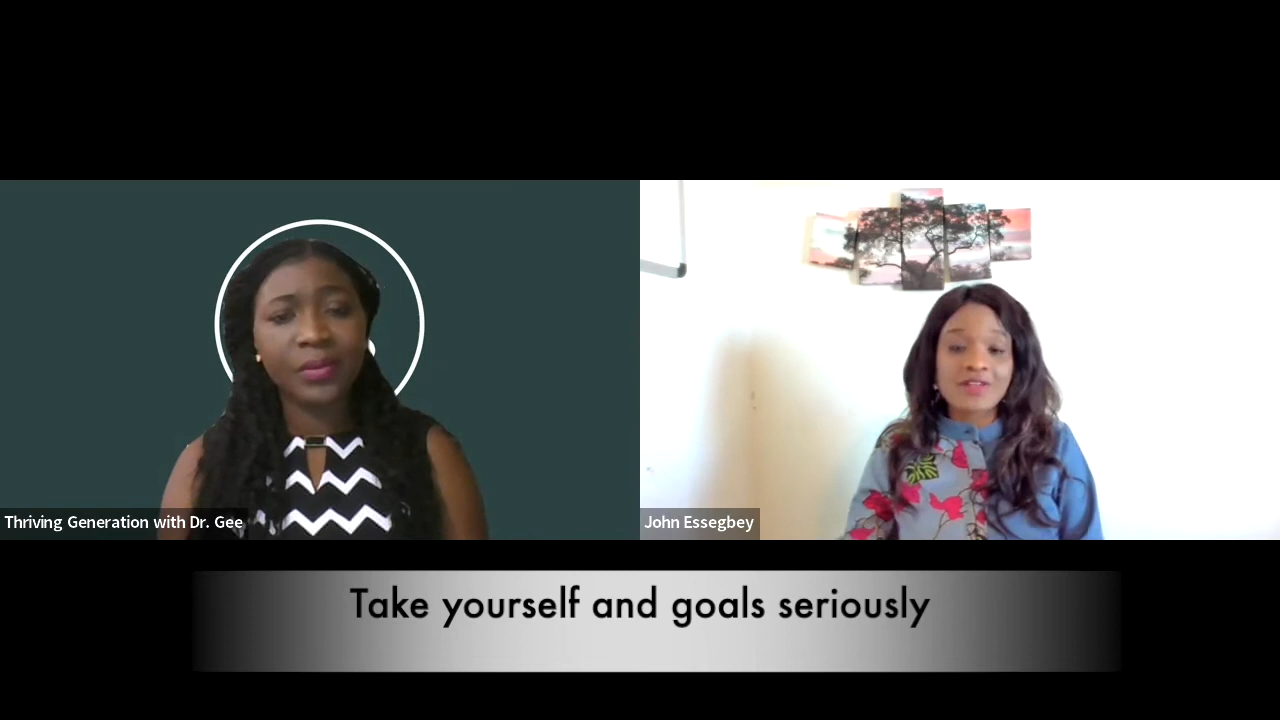 Thriving Generation with Dr. Gee
John Essegbey
Take yourself and goals seriously